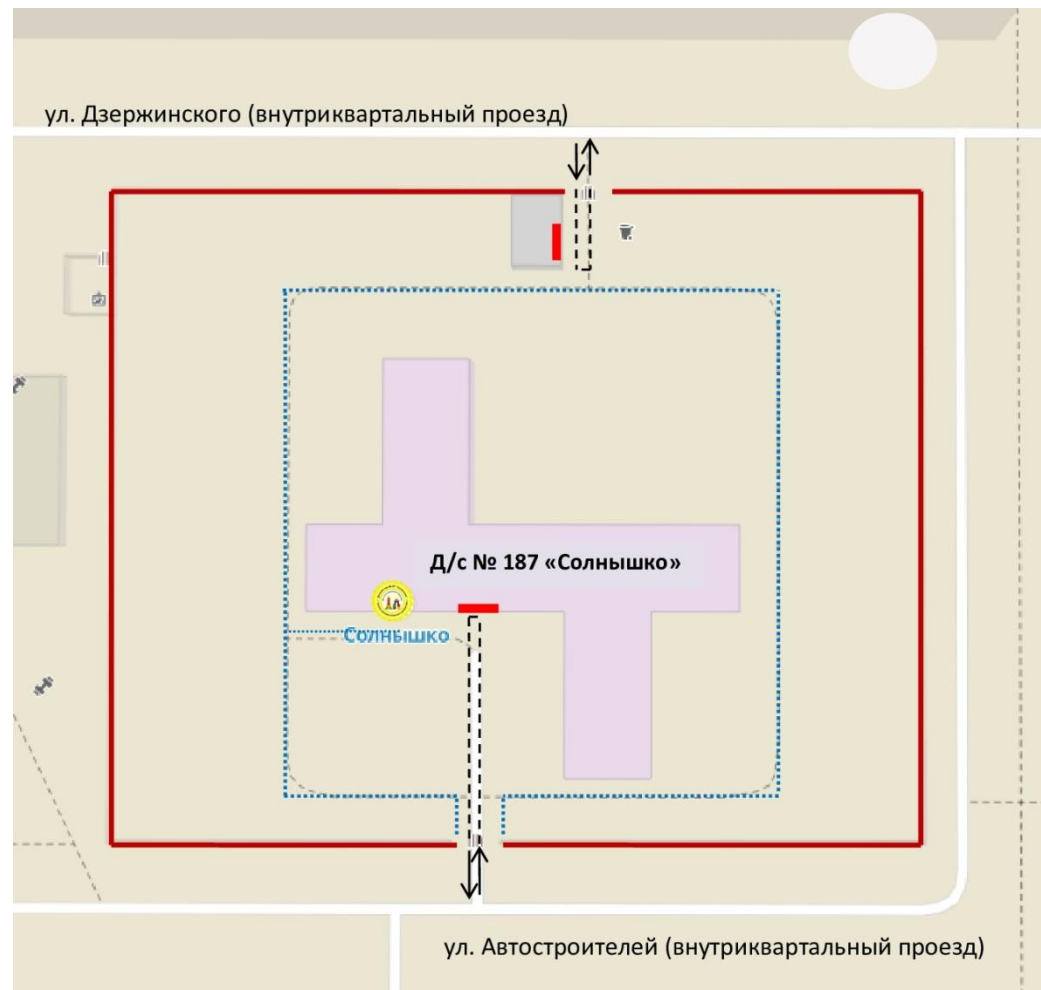 ул. Дзержинского (внутриквартальный проезд)
Д/с № 187 «Солнышко»
Солнышко
ул. Автостроителей (внутриквартальный проезд)